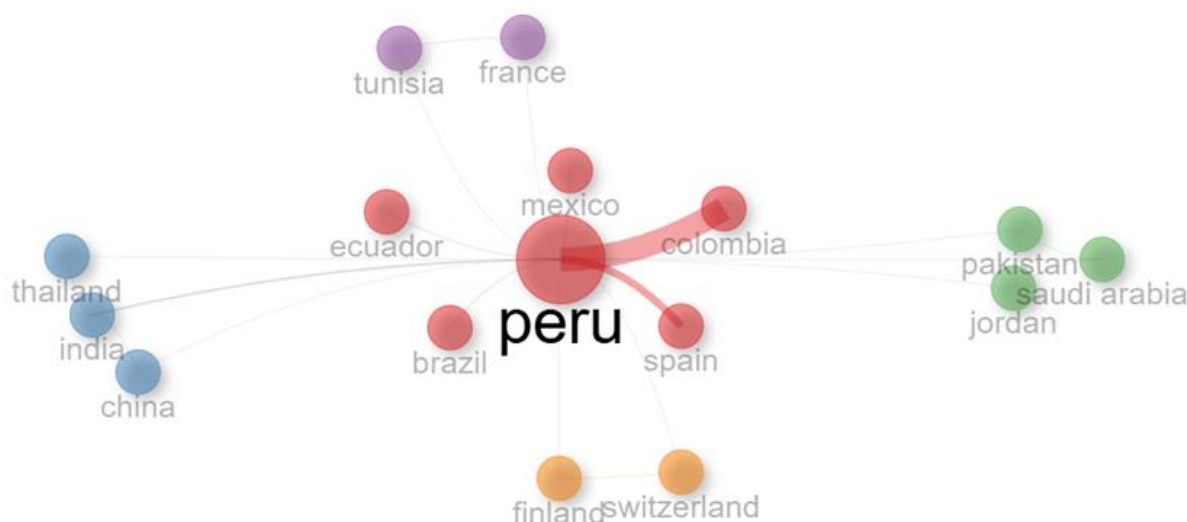 tunisia
france
mexico
ecuador
colombia
thailand
pakistan
saudi arabia
india
jordan
peru
brazil
spain
china
finland
switzerland